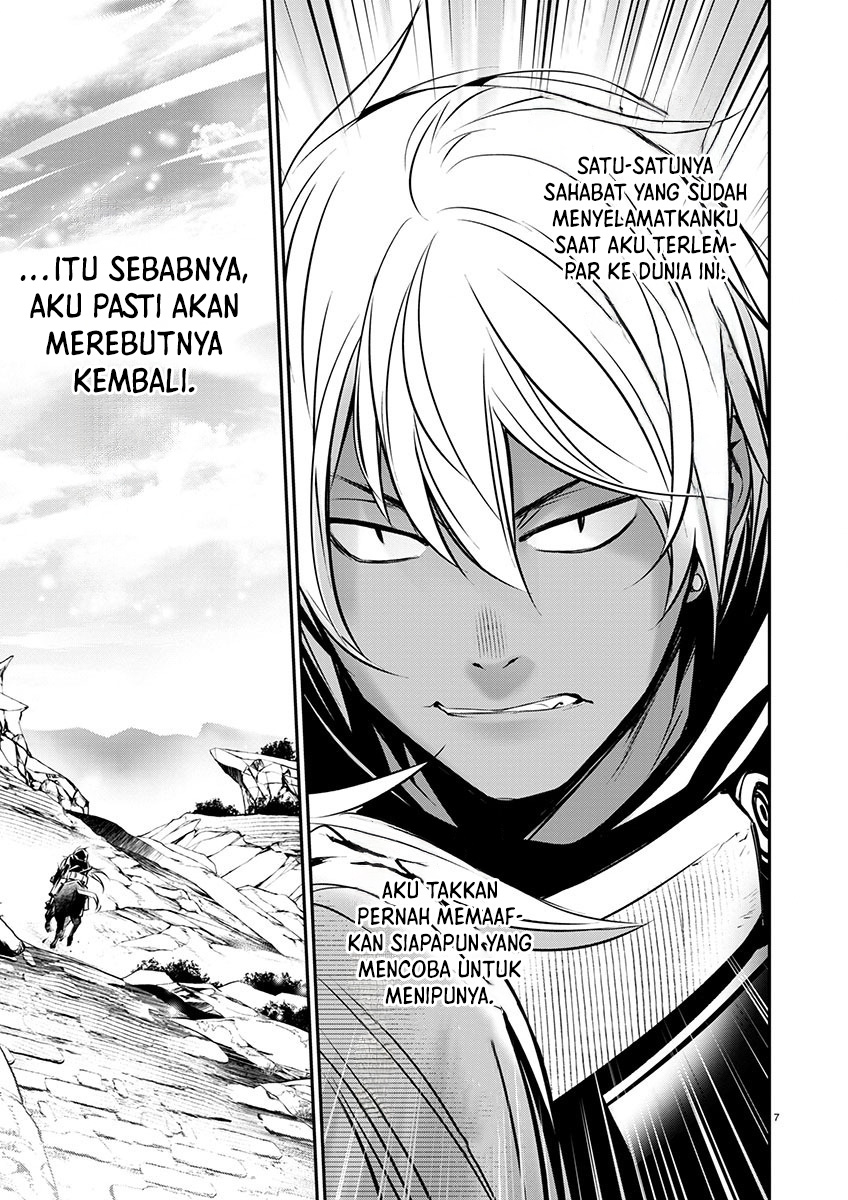 SATU-SATUNYA
SAHABAT YANG SUDAH
MENYELAMATKANKU
SAAT AKU TERLEM-
PAR KE DUNIA INI.
AKU TAKKAN
PERNAH MEMAAF-
KAN SIAPAPUN YANG
MENCOBA UNTUK
MENIPUNYA.
...ITU SEBABNYA,
AKU PASTI AKAN
MEREBUTNYA
KEMBALI.
7